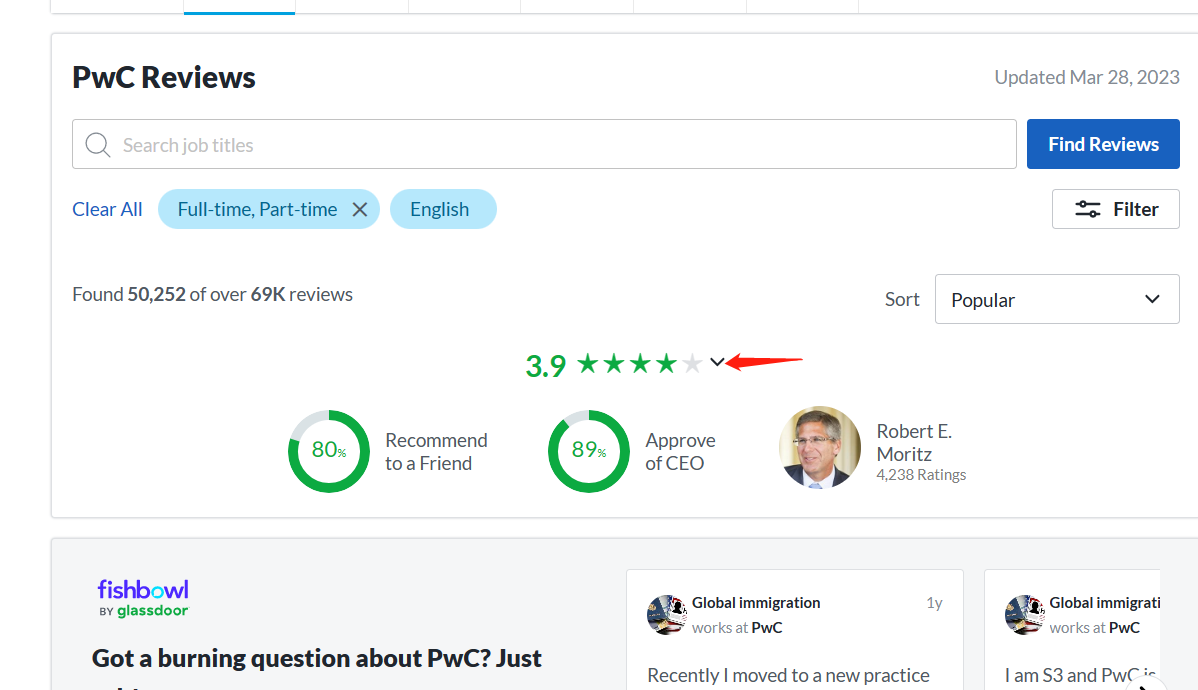 PwC Reviews
Updated Mar 28, 2023
Search job titles
Find Reviews
Clear All
Full-time, Part-time
English
Filter
Found 50,252 of over 69K reviews
Sort
Popular
3.9
80%
Recommend
to a Friend
89%
Approve
of CEO
Robert E.
Moritz
4,238 Ratings
fishbowl
BY glassdoor
Got a burning question about PwC? Just
Global immigration
1y
works at PwC
Recently I moved to a new practice
Global immigrati
works at PwC
I am S3 and PwC is